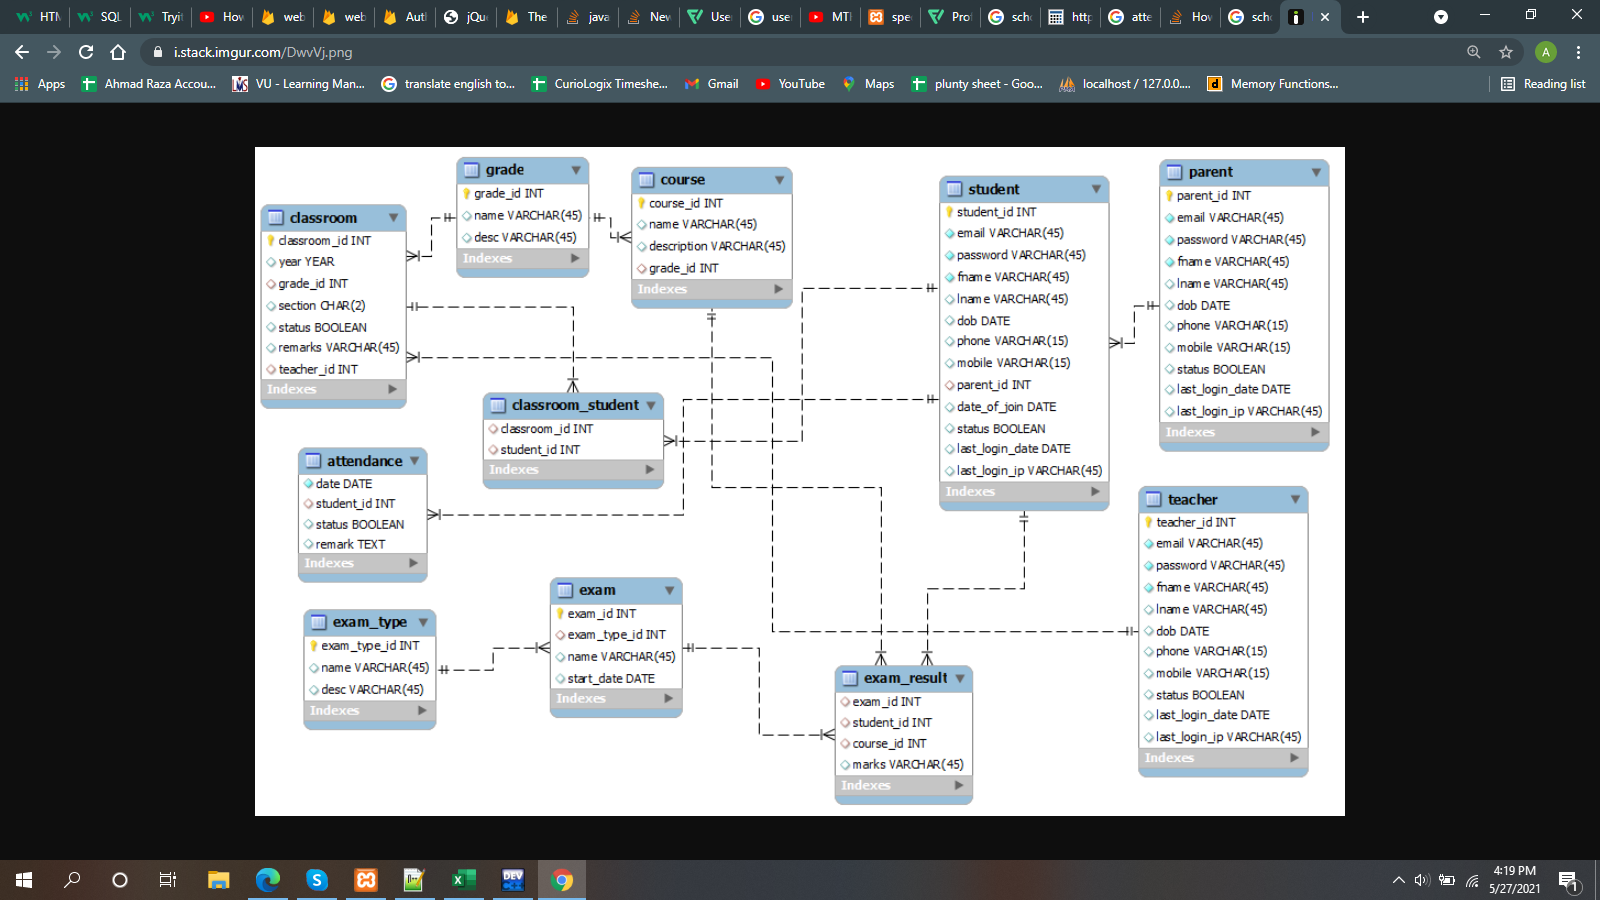 HTM
SQL
Tryit
How
web
web
Aut
jQu
The
java
Nev
Use
use
MT
spe
Pro
sch
http
atte
Hov
sch
i.stack.imgur.com/DwvVj.png
A
Apps
Ahmad Raza Accou...
VU - Learning Man...
translate english to...
CurioLogix Timeshe...
Gmail
YouTube
Maps
plunty sheet - Goo...
localhost / 127.0.0....
Memory Functions...
Reading list
classroom
classroom_id INT
year YEAR
grade_id INT
section CHAR(2)
status BOOLEAN
remarks VARCHAR(45)
teacher_id INT
Indexes
grade
grade_id INT
name VARCHAR(45)
desc VARCHAR(45)
Indexes
course
course_id INT
name VARCHAR(45)
description VARCHAR(45)
grade_id INT
Indexes
student
student_id INT
email VARCHAR(45)
password VARCHAR(45)
fname VARCHAR(45)
lname VARCHAR(45)
dob DATE
phone VARCHAR(15)
mobile VARCHAR(15)
parent_id INT
date_of_join DATE
status BOOLEAN
last_login_date DATE
last_login_ip VARCHAR(45)
Indexes
parent
parent_id INT
email VARCHAR(45)
password VARCHAR(45)
fname VARCHAR(45)
lname VARCHAR(45)
dob DATE
phone VARCHAR(15)
mobile VARCHAR(15)
status BOOLEAN
last_login_date DATE
last_login_ip VARCHAR(45)
Indexes
classroom_student
classroom_id INT
student_id INT
Indexes
attendance
date DATE
student_id INT
status BOOLEAN
remark TEXT
Indexes
teacher
teacher_id INT
email VARCHAR(45)
password VARCHAR(45)
fname VARCHAR(45)
lname VARCHAR(45)
dob DATE
phone VARCHAR(15)
mobile VARCHAR(15)
status BOOLEAN
last_login_date DATE
last_login_ip VARCHAR(45)
Indexes
exam_type
exam_type_id INT
name VARCHAR(45)
desc VARCHAR(45)
Indexes
exam
exam_id INT
exam_type_id INT
name VARCHAR(45)
start_date DATE
Indexes
exam_result
exam_id INT
student_id INT
course_id INT
marks VARCHAR(45)
Indexes
DEV
C++
4:19 PM
5/27/2021
1